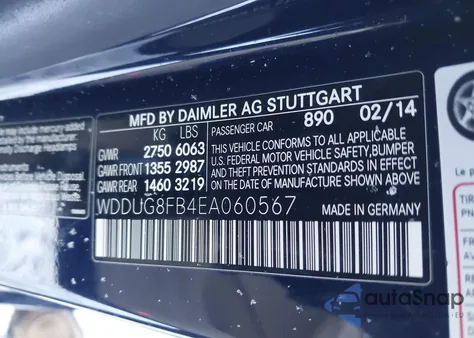 MFD BY DAIMLER AG STUTTGART
KG LBS PASSENGER CAR 890 02/14
GVWR 2750 6063
GAWR FRONT 1355 2987
GAWR REAR 1460 3219
THIS VEHICLE CONFORMS TO ALL APPLICABLE
U.S. FEDERAL MOTOR VEHICLE SAFETY, BUMPER
AND THEFT PREVENTION STANDARDS IN EFFECT
ON THE DATE OF MANUFACTURE SHOWN ABOVE.
WDDUG8FB4EA060567
MADE IN GERMANY
autoSnap